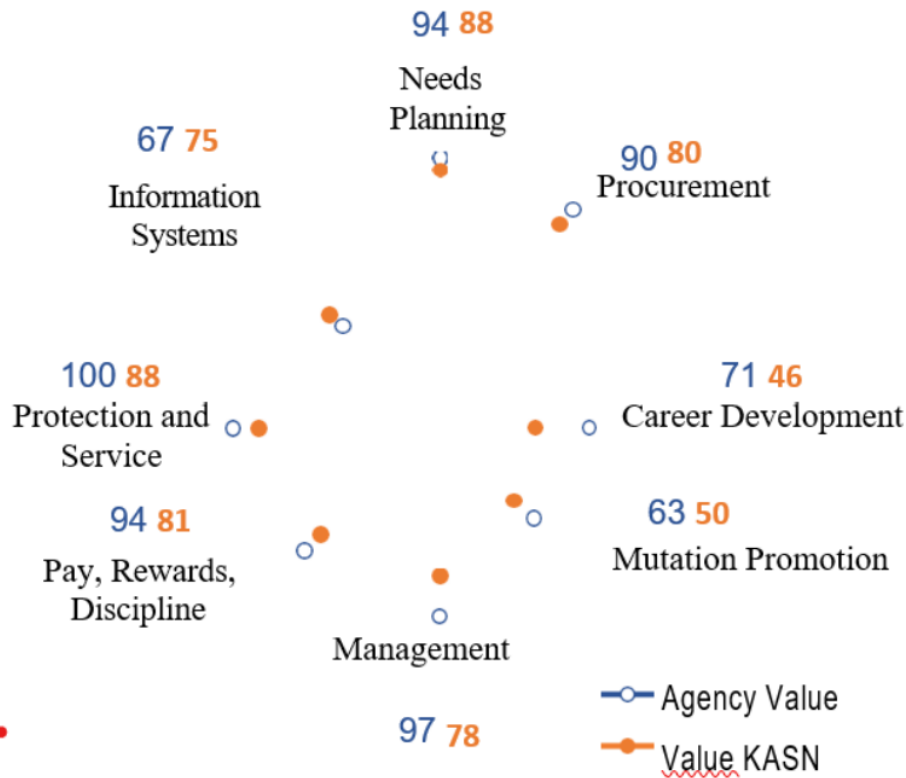 94 88
Needs
Planning
67 75
Information
Systems
90 80
Procurement
100 88
Protection and
Service
71 46
Career Development
94 81
Pay, Rewards,
Discipline
63 50
Mutation Promotion
Management
97 78
Agency Value
Value KASN